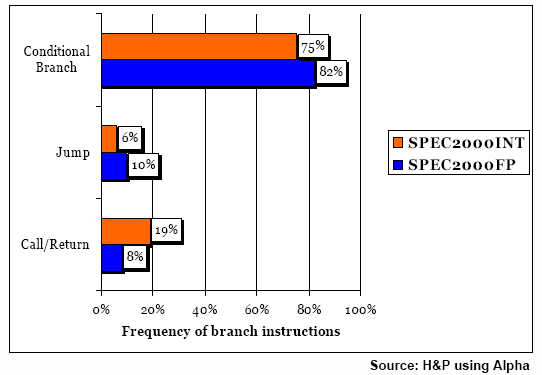 Conditional
Branch
75%
82%
Jump
6%
10%
Call/Return
19%
8%
SPEC2000INT
SPEC2000FP
0% 20% 40% 60% 80% 100%
Frequency of branch instructions
Source: H&P using Alpha